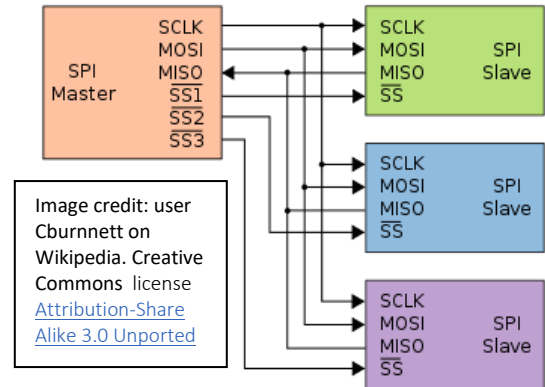 SCLK
MOSI
MISO
SS1
SS2
SS3
SPI
Master
SCLK
MOSI
MISO
SS
SPI
Slave
SCLK
MOSI
MISO
SS
SPI
Slave
SCLK
MOSI
MISO
SS
SPI
Slave
Image credit: user
Cburnnett on
Wikipedia. Creative
Commons license
Attribution-Share
Alike 3.0 Unported